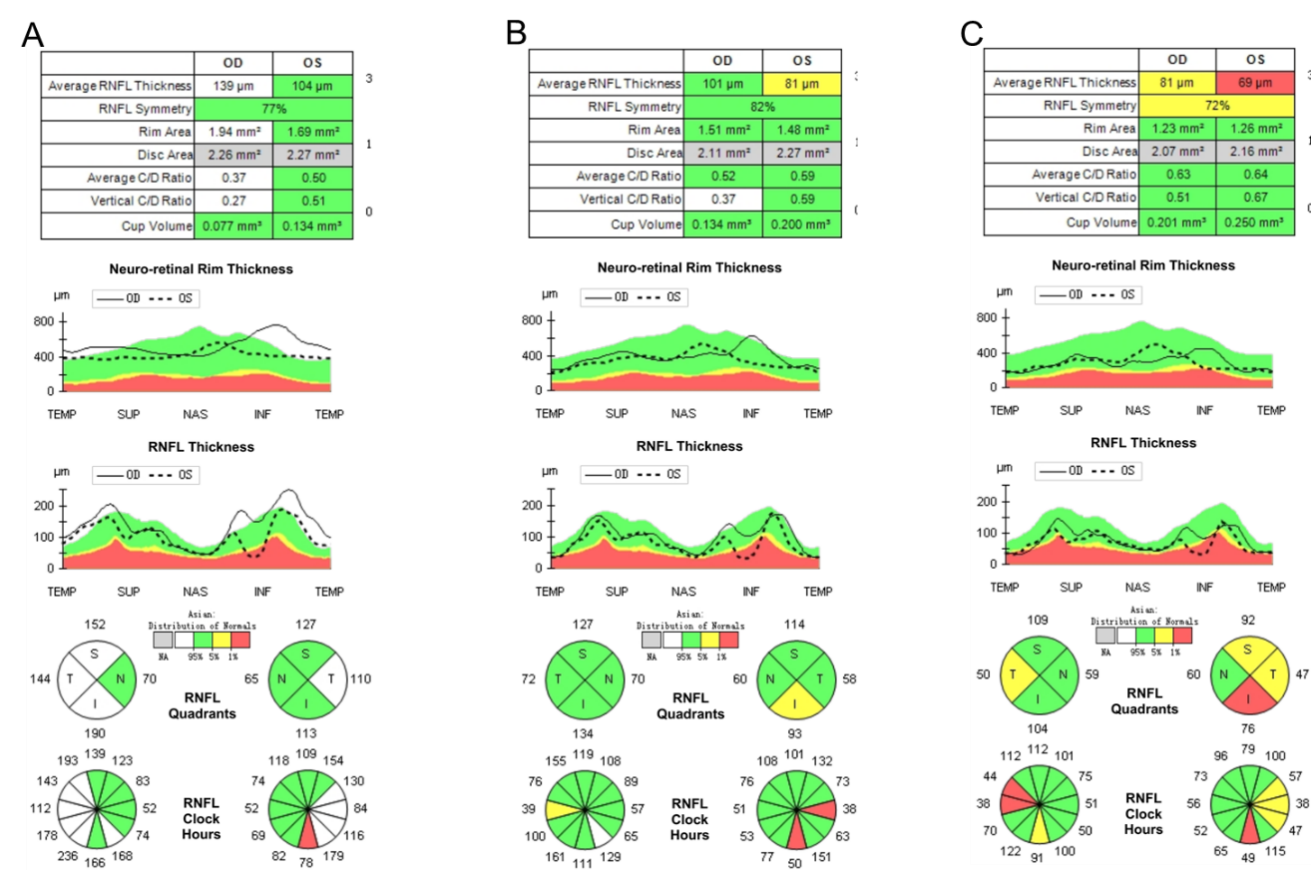 A
OD OS
Average RNFL Thickness 139 µm 104 µm
RNFL Symmetry 77%
Rim Area 1.94 mm² 1.69 mm²
Disc Area 2.26 mm² 2.27 mm²
Average C/D Ratio 0.37 0.50
Vertical C/D Ratio 0.27 0.51
Cup Volume 0.077 mm³ 0.134 mm³
3
1
0
Neuro-retinal Rim Thickness
µm OD OS
800
400
0
TEMP SUP NAS INF TEMP
RNFL Thickness
µm OD OS
200
100
0
TEMP SUP NAS INF TEMP
Asian:
Distribution of Normals
NA 95% 5% 1%
152
144 T S N I 70
190
RNFL
Quadrants
127
65 N S T I 110
113
139 123 83 52 74 168 166 236 178 112 143 193
RNFL
Clock
Hours
109 154 130 84 116 179 78 82 69 52 74 118
B
OD OS
Average RNFL Thickness 101 µm 81 µm
RNFL Symmetry 82%
Rim Area 1.51 mm² 1.48 mm²
Disc Area 2.11 mm² 2.27 mm²
Average C/D Ratio 0.52 0.59
Vertical C/D Ratio 0.37 0.59
Cup Volume 0.134 mm³ 0.200 mm³
Neuro-retinal Rim Thickness
µm OD OS
800
400
0
TEMP SUP NAS INF TEMP
RNFL Thickness
µm OD OS
200
100
0
TEMP SUP NAS INF TEMP
Asian:
Distribution of Normals
NA 95% 5% 1%
127
72 T S N I 70
134
RNFL
Quadrants
114
60 N S T I 58
93
119 108 89 57 65 129 111 161 100 39 76 155
RNFL
Clock
Hours
101 132 73 38 63 151 50 77 53 51 76 108
C
OD OS
Average RNFL Thickness 81 µm 69 µm
RNFL Symmetry 72%
Rim Area 1.23 mm² 1.26 mm²
Disc Area 2.07 mm² 2.16 mm²
Average C/D Ratio 0.63 0.64
Vertical C/D Ratio 0.51 0.67
Cup Volume 0.201 mm³ 0.250 mm³
Neuro-retinal Rim Thickness
µm OD OS
800
400
0
TEMP SUP NAS INF TEMP
RNFL Thickness
µm OD OS
200
100
0
TEMP SUP NAS INF TEMP
Asian:
Distribution of Normals
NA 95% 5% 1%
109
50 T S N I 59
104
RNFL
Quadrants
92
60 N S T I 47
76
112 101 75 51 50 100 91 122 70 38 44 112
RNFL
Clock
Hours
79 100 57 38 47 115 49 65 52 56 73 96